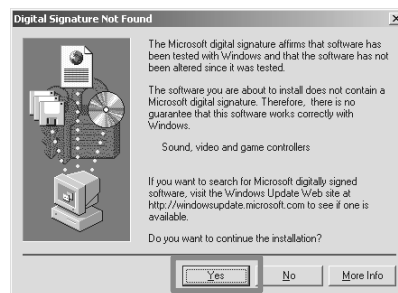 Digital Signature Not Found
The Microsoft digital signature affirms that software has
been tested with Windows and that the software has not
been altered since it was tested.
The software you are about to install does not contain a
Microsoft digital signature. Therefore, there is no
guarantee that this software works correctly with
Windows.
Sound, video and game controllers
If you want to search for Microsoft digitally signed
software, visit the Windows Update Web site at
http://windowsupdate.microsoft.com to see if one is
available.
Do you want to continue the installation?
Yes No More Info